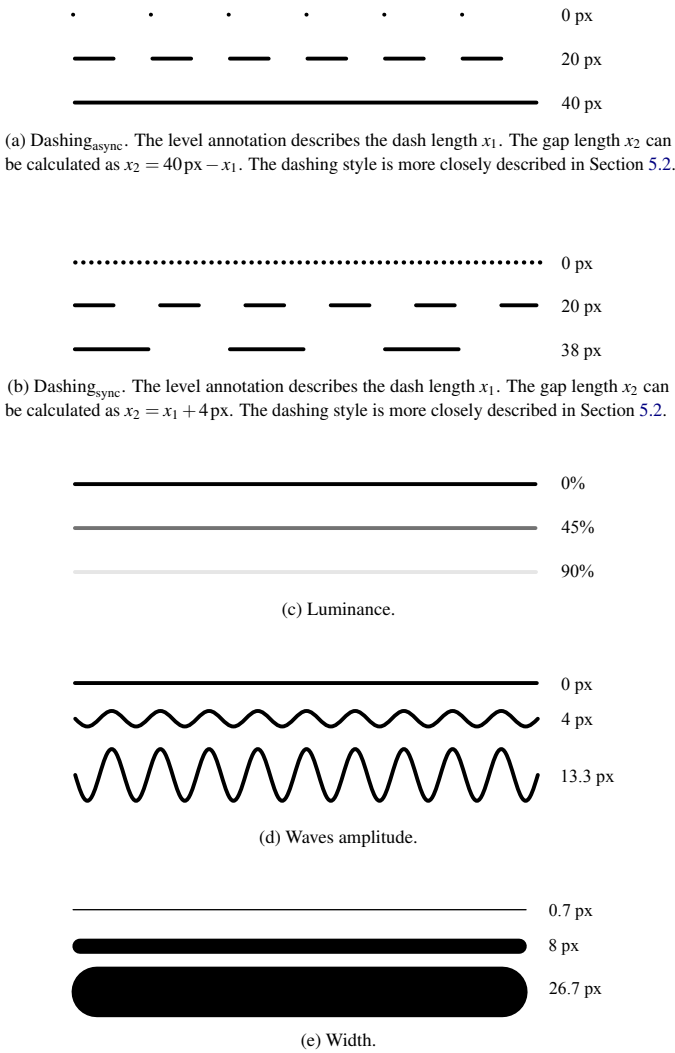 0 px
20 px
40 px
(a) Dashingasync. The level annotation describes the dash length x1. The gap length x2 can
be calculated as x2 = 40 px − x1. The dashing style is more closely described in Section 5.2.
0 px
20 px
38 px
(b) Dashingsync. The level annotation describes the dash length x1. The gap length x2 can
be calculated as x2 = x1 + 4 px. The dashing style is more closely described in Section 5.2.
0%
45%
90%
(c) Luminance.
0 px
4 px
13.3 px
(d) Waves amplitude.
0.7 px
8 px
26.7 px
(e) Width.